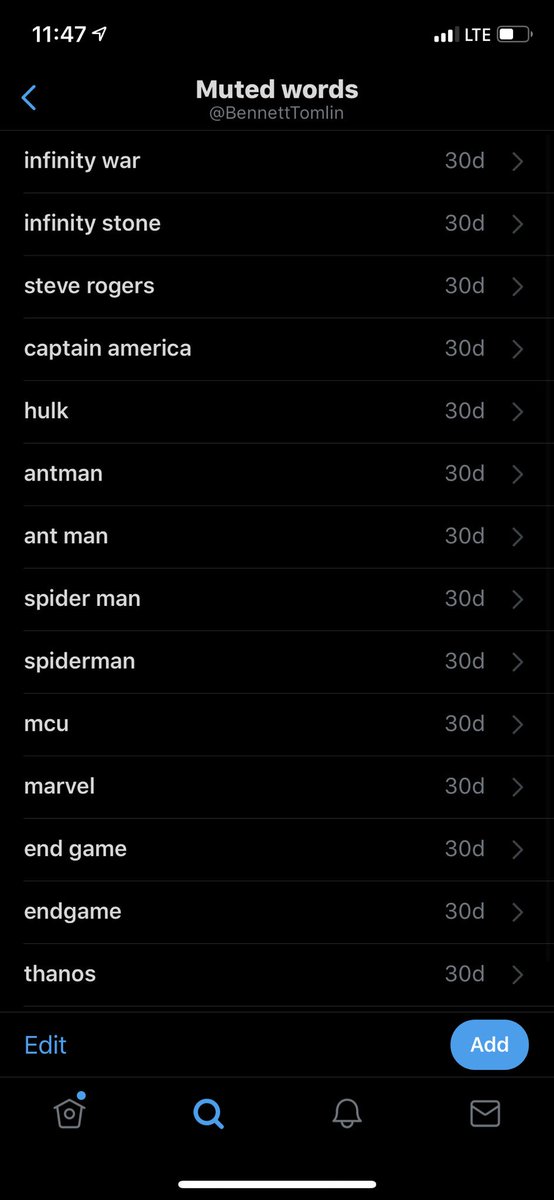 11:47 LTE
Muted words
@BennettTomlin
infinity war 30d
infinity stone 30d
steve rogers 30d
captain america 30d
hulk 30d
antman 30d
ant man 30d
spider man 30d
spiderman 30d
mcu 30d
marvel 30d
end game 30d
endgame 30d
thanos 30d
Edit Add